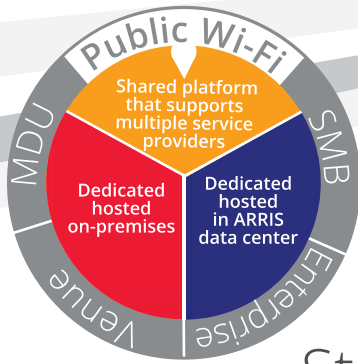 Public Wi-Fi
Shared platform
that supports
multiple service
providers
MDU
SMB
Dedicated
hosted
on-premises
Dedicated
hosted
in ARRIS
data center
Venue
Enterprise
St